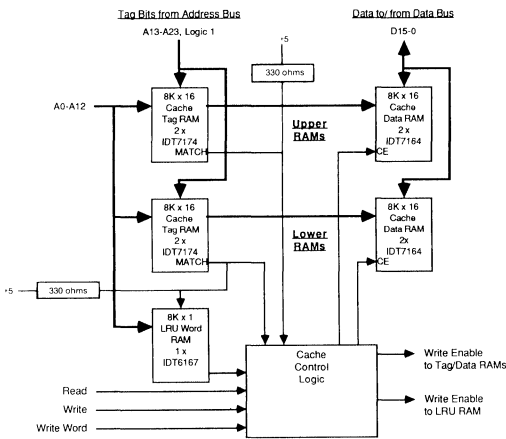 Tag Bits from Address Bus
Data to/ from Data Bus
A13-A23, Logic 1
+5
D15-0
330 ohms
A0-A12
8K x 16
Cache
Tag RAM
2 x
IDT7174
MATCH
Upper
RAMs
8K x 16
Cache
Data RAM
2 x
IDT7164
CE
8K x 16
Cache
Tag RAM
2 x
IDT7174
MATCH
Lower
RAMs
8K x 16
Cache
Data RAM
2x
IDT7164
CE
+5
330 ohms
8K x 1
LRU Word
RAM
1 x
IDT6167
Cache
Control
Logic
Write Enable
to Tag/Data RAMs
Write Enable
to LRU RAM
Read
Write
Write Word